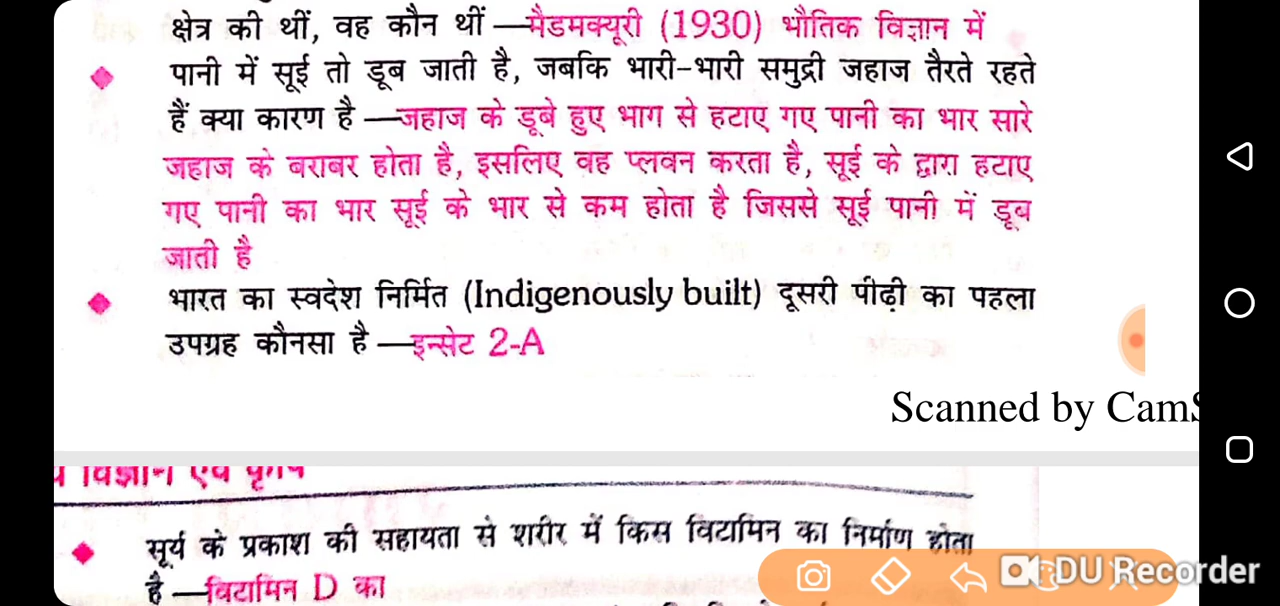 क्षेत्र की थीं, वह कौन थीं —मैडमक्यूरी (1930) भौतिक विज्ञान में
पानी में सूई तो डूब जाती है, जबकि भारी-भारी समुद्री जहाज तैरते रहते
हैं क्या कारण है —जहाज के डूबे हुए भाग से हटाए गए पानी का भार सारे
जहाज के बराबर होता है, इसलिए वह प्लवन करता है, सूई के द्वारा हटाए
गए पानी का भार सूई के भार से कम होता है जिससे सूई पानी में डूब
जाती है
भारत का स्वदेश निर्मित (Indigenously built) दूसरी पीढ़ी का पहला
उपग्रह कौनसा है —इन्सेट 2-A
Scanned by CamS
विज्ञान एवं
सूर्य के प्रकाश की सहायता से शरीर में किस विटामिन का निर्माण होता
है —विटामिन D का
DU Recorder